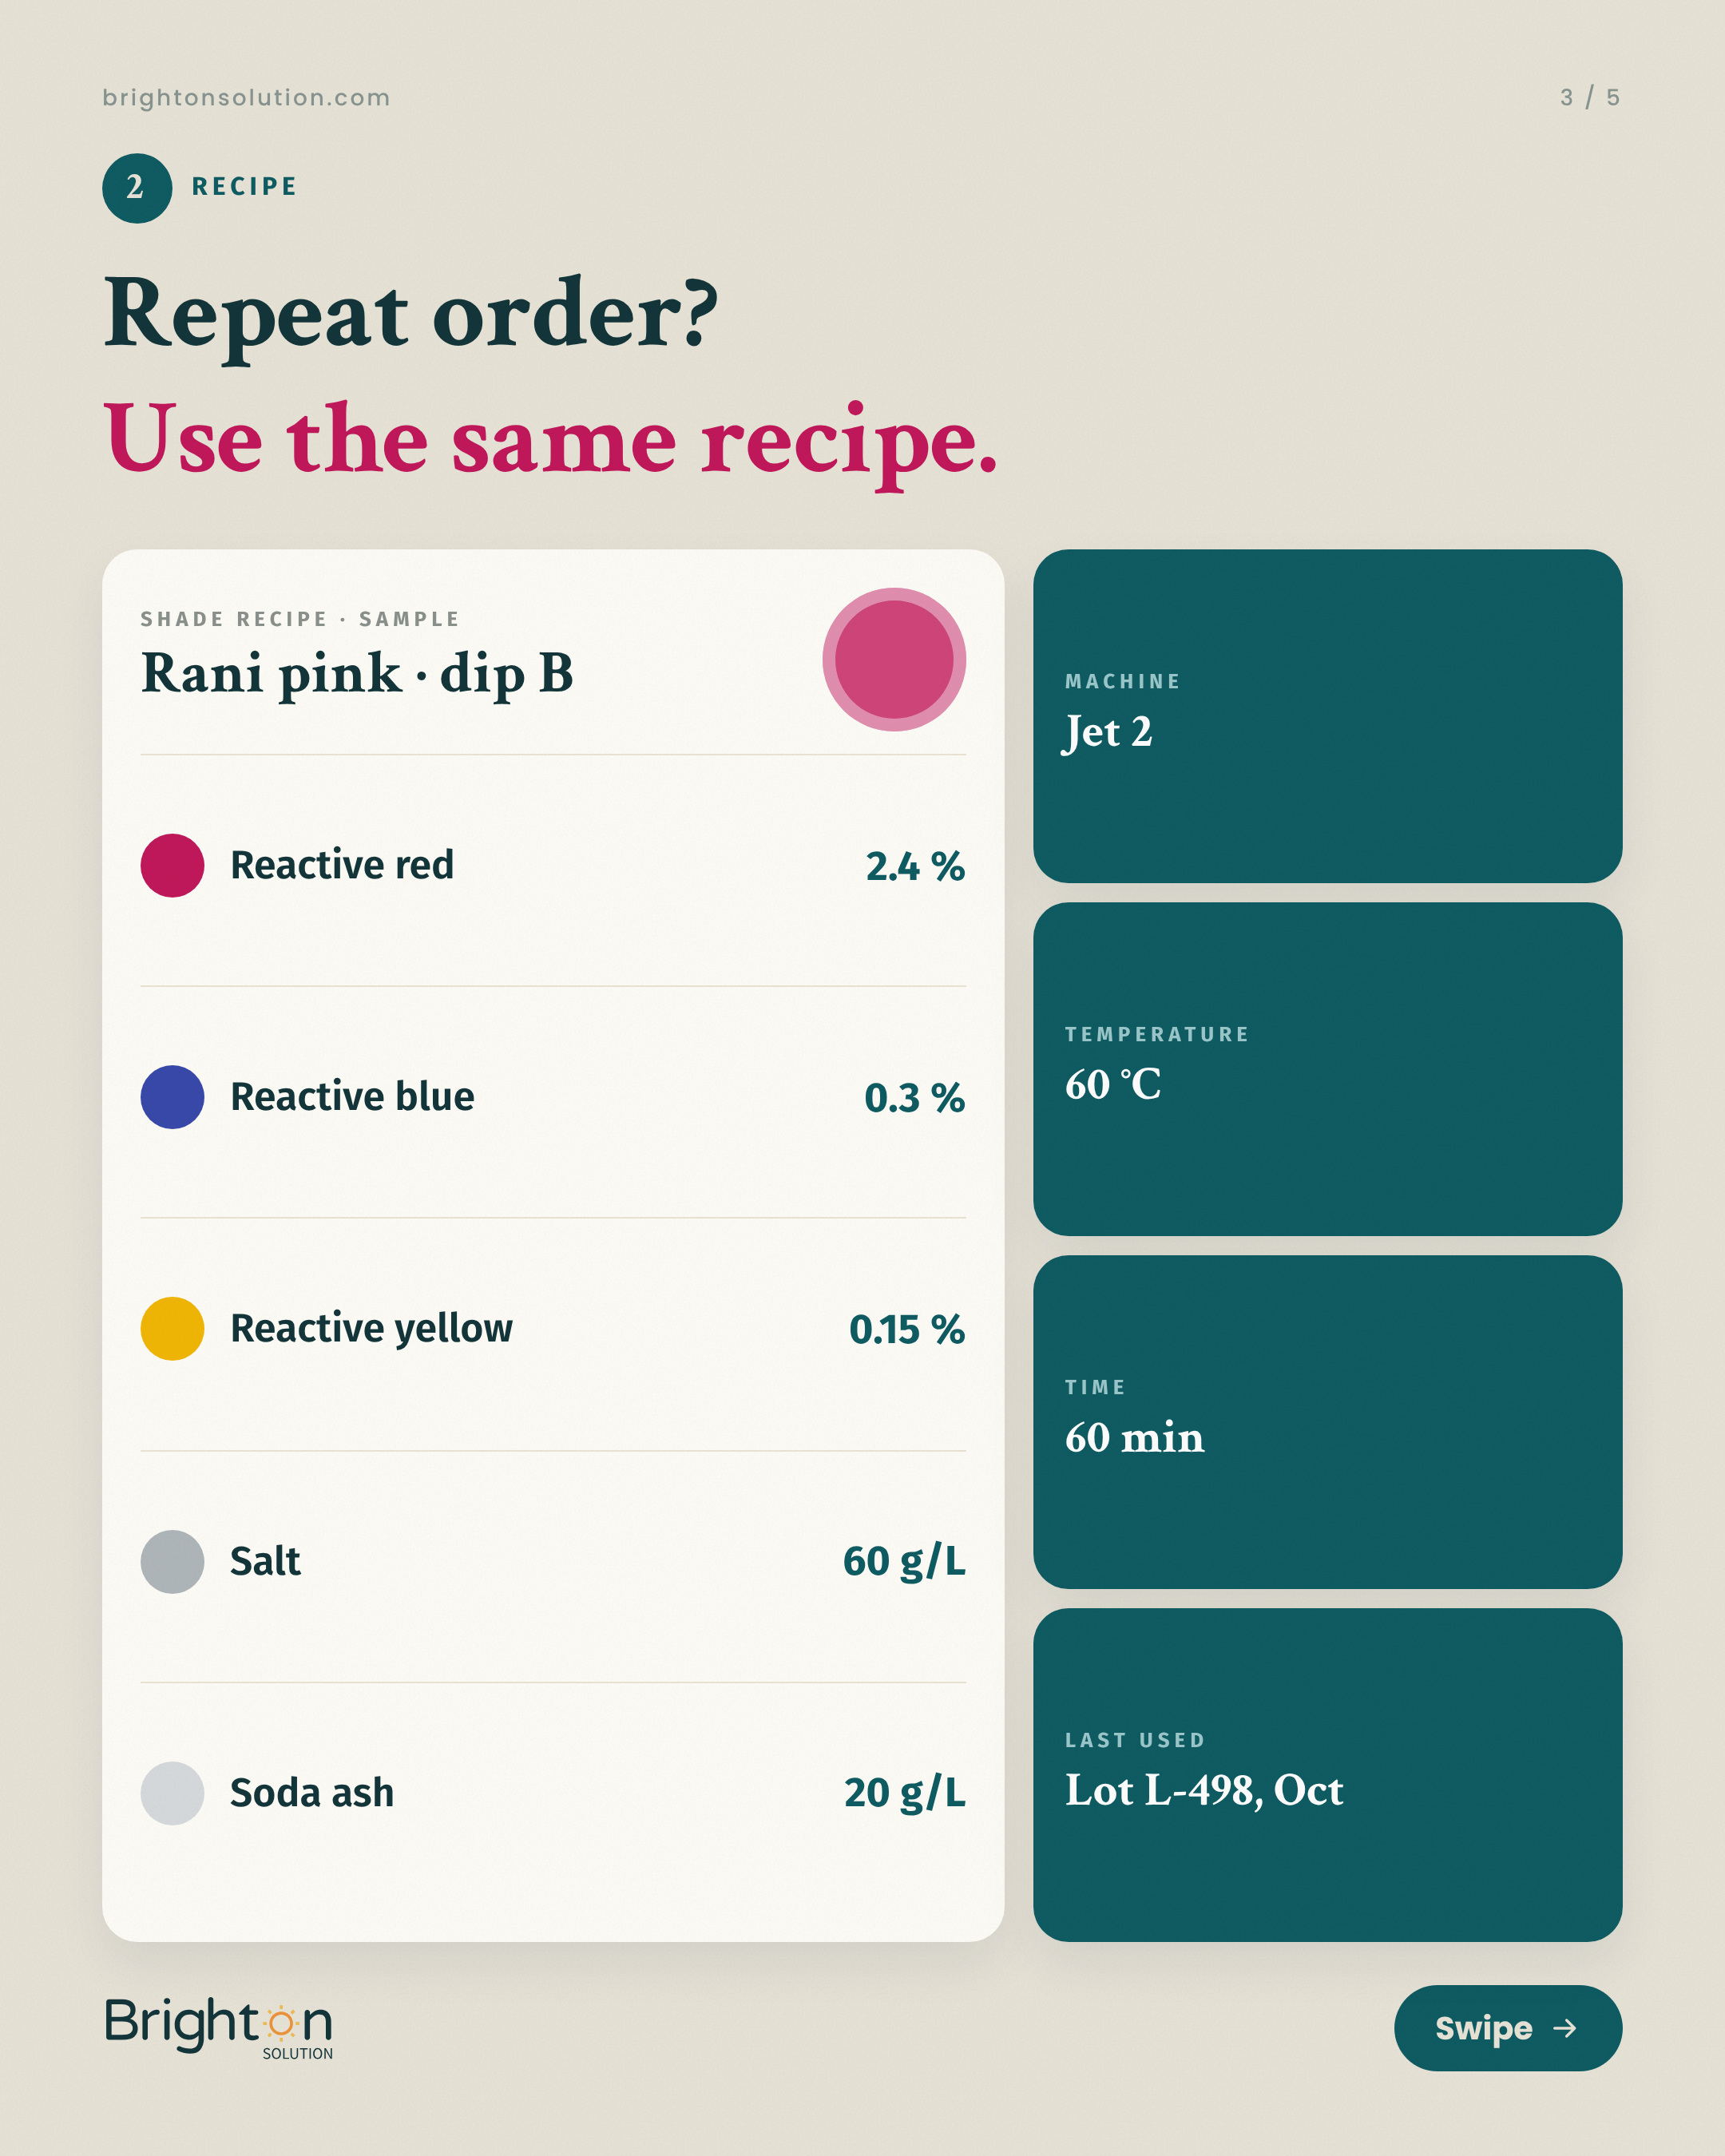 brightonsolution.com
3 / 5
2 RECIPE
Repeat order?
Use the same recipe.
SHADE RECIPE · SAMPLE
Rani pink · dip B
Reactive red 2.4 %
Reactive blue 0.3 %
Reactive yellow 0.15 %
Salt 60 g/L
Soda ash 20 g/L
MACHINE
Jet 2
TEMPERATURE
60 °C
TIME
60 min
LAST USED
Lot L-498, Oct
Brighton
SOLUTION
Swipe →